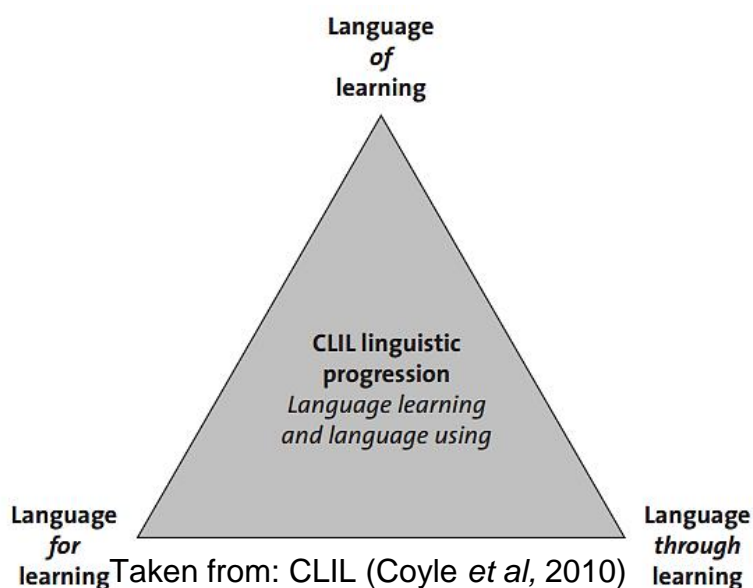 Language
of
learning
CLIL linguistic
progression
Language learning
and language using
Language
for
learning
Language
through
learning
Taken from: CLIL (Coyle et al, 2010)